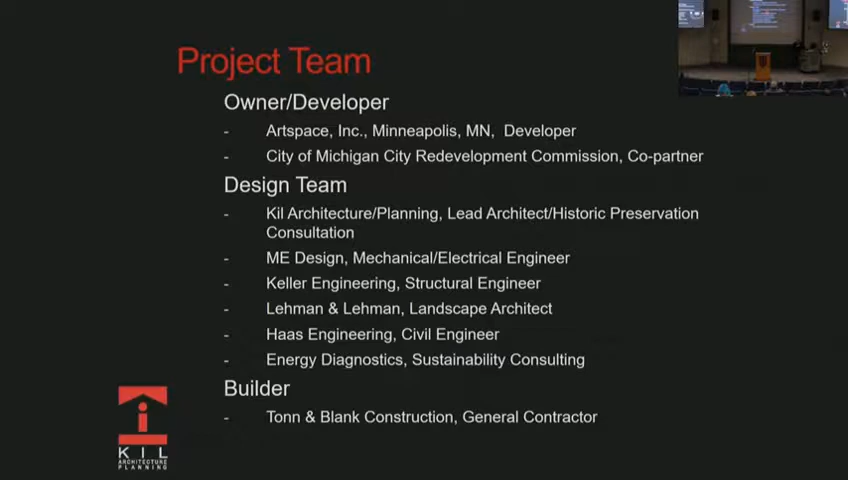 Project Team
Owner/Developer
- Artspace, Inc., Minneapolis, MN, Developer
- City of Michigan City Redevelopment Commission, Co-partner
Design Team
- Kil Architecture/Planning, Lead Architect/Historic Preservation
Consultation
- ME Design, Mechanical/Electrical Engineer
- Keller Engineering, Structural Engineer
- Lehman & Lehman, Landscape Architect
- Haas Engineering, Civil Engineer
- Energy Diagnostics, Sustainability Consulting
Builder
- Tonn & Blank Construction, General Contractor
KIL
ARCHITECTURE
PLANNING